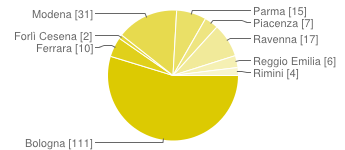 Modena [31]
Forlì Cesena [2]
Ferrara [10]
Bologna [111]
Parma [15]
Piacenza [7]
Ravenna [17]
Reggio Emilia [6]
Rimini [4]